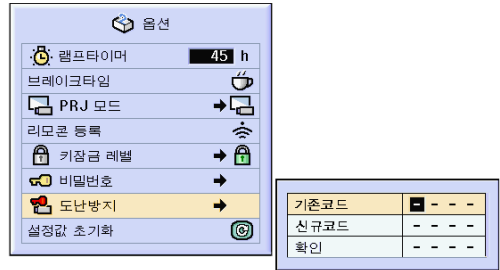 옵션
램프타이머 45 h
브레이크타임
PRJ 모드
리모콘 등록
키잠금 레벨
비밀번호
도난방지
설정값 초기화
기존코드 - - - -
신규코드 - - - -
확인 - - - -